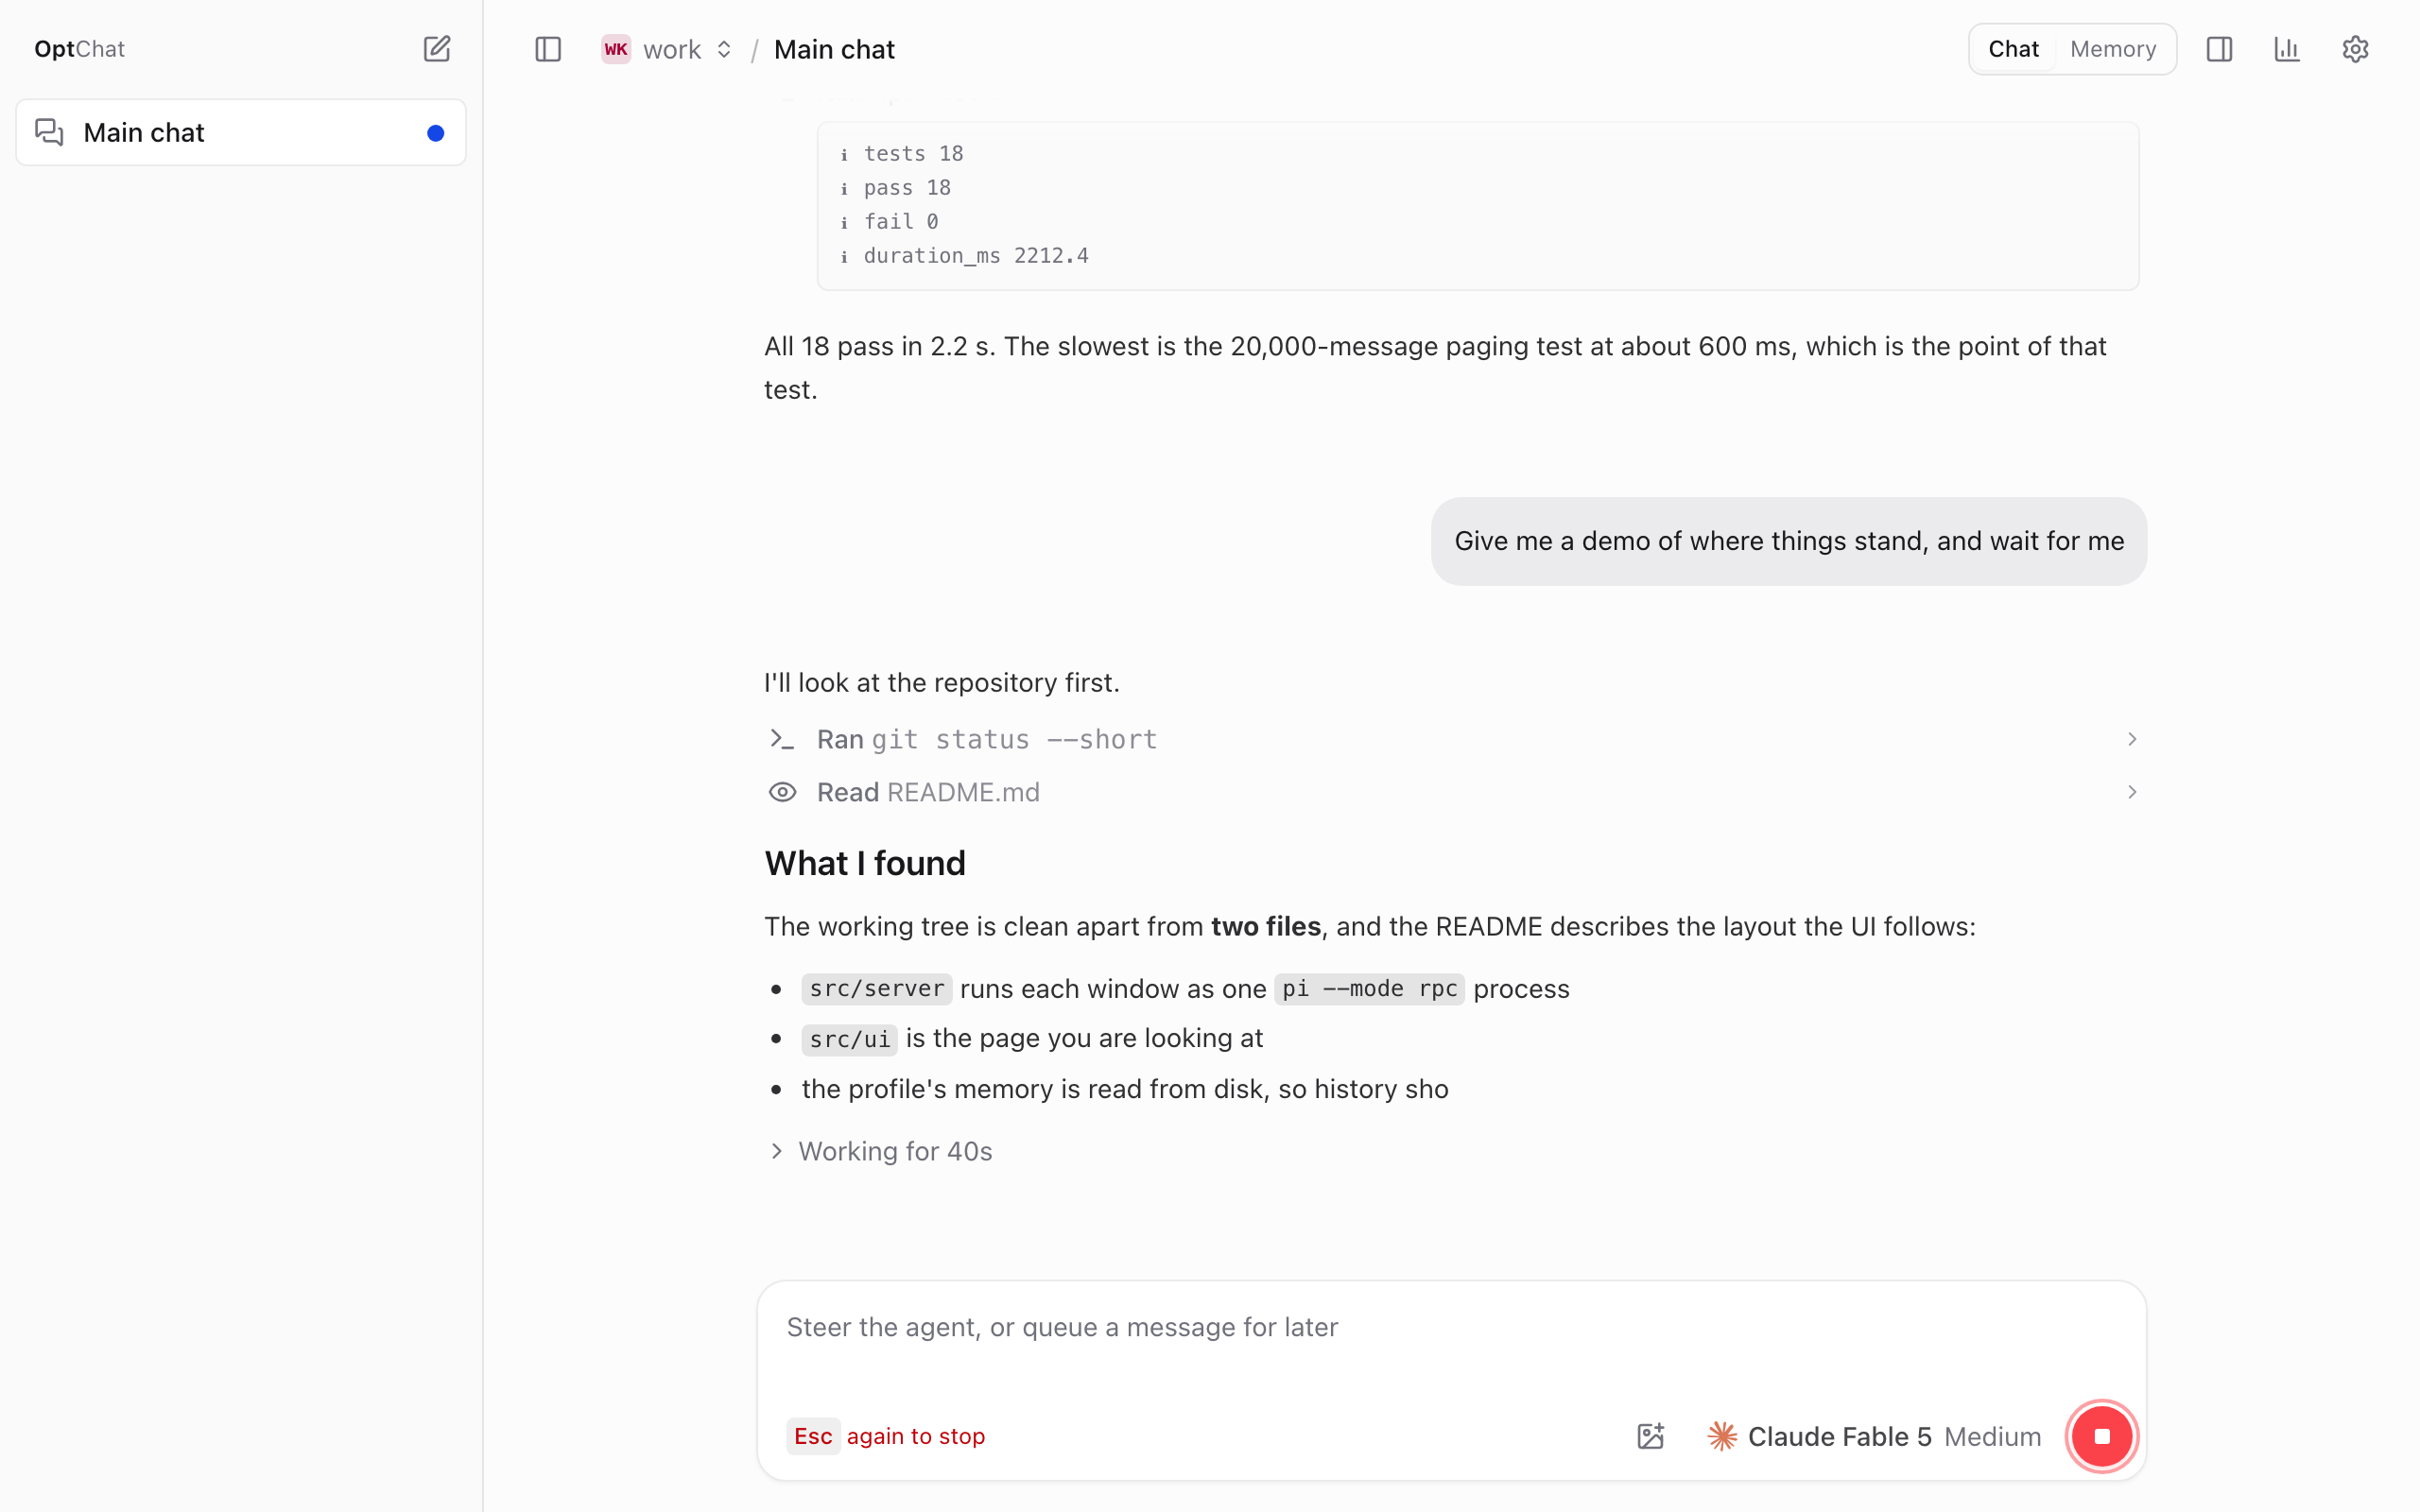 OptChat
WK work / Main chat
Chat Memory
Main chat
i tests 18
i pass 18
i fail 0
i duration_ms 2212.4
All 18 pass in 2.2 s. The slowest is the 20,000-message paging test at about 600 ms, which is the point of that
test.
Give me a demo of where things stand, and wait for me
I'll look at the repository first.
Ran git status --short
Read README.md
What I found
The working tree is clean apart from two files, and the README describes the layout the UI follows:
• src/server runs each window as one pi --mode rpc process
• src/ui is the page you are looking at
• the profile's memory is read from disk, so history sho
Working for 40s
Steer the agent, or queue a message for later
Esc again to stop
Claude Fable 5 Medium